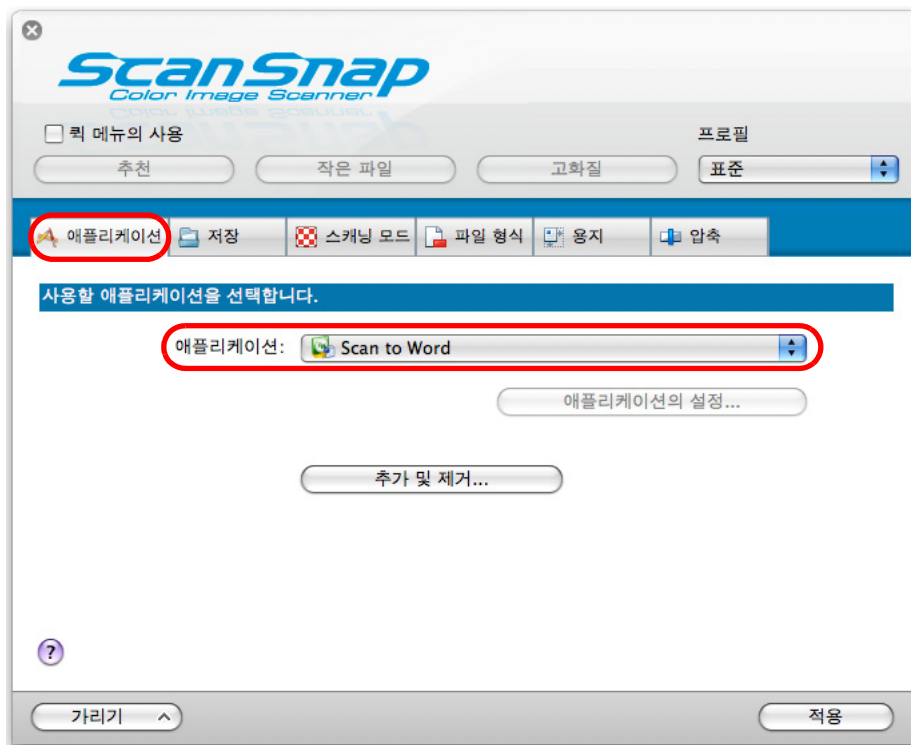 ScanSnap
Color Image Scanner
퀵 메뉴의 사용
프로필
추천 작은 파일 고화질 표준
애플리케이션 저장 스캐닝 모드 파일 형식 용지 압축
사용할 애플리케이션을 선택합니다.
애플리케이션: Scan to Word
애플리케이션의 설정...
추가 및 제거...
?
가리기 적용